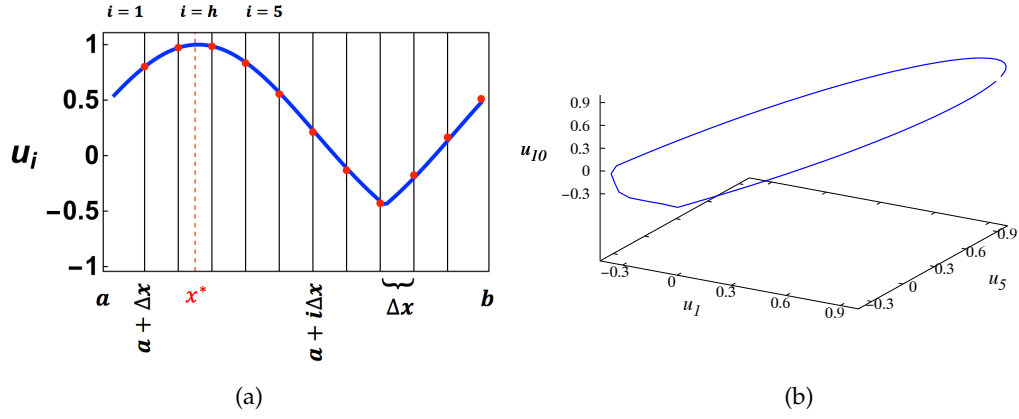 i = 1 i = h i = 5
1
0.5
0
−0.5
−1
u_i
a a + Δx x* a + iΔx Δx b
(a)
0.9
0.6
0.3
0
−0.3
u_10
−0.3 0 0.3 0.6 0.9
u_1
−0.3 0 0.3 0.6 0.9
u_5
(b)